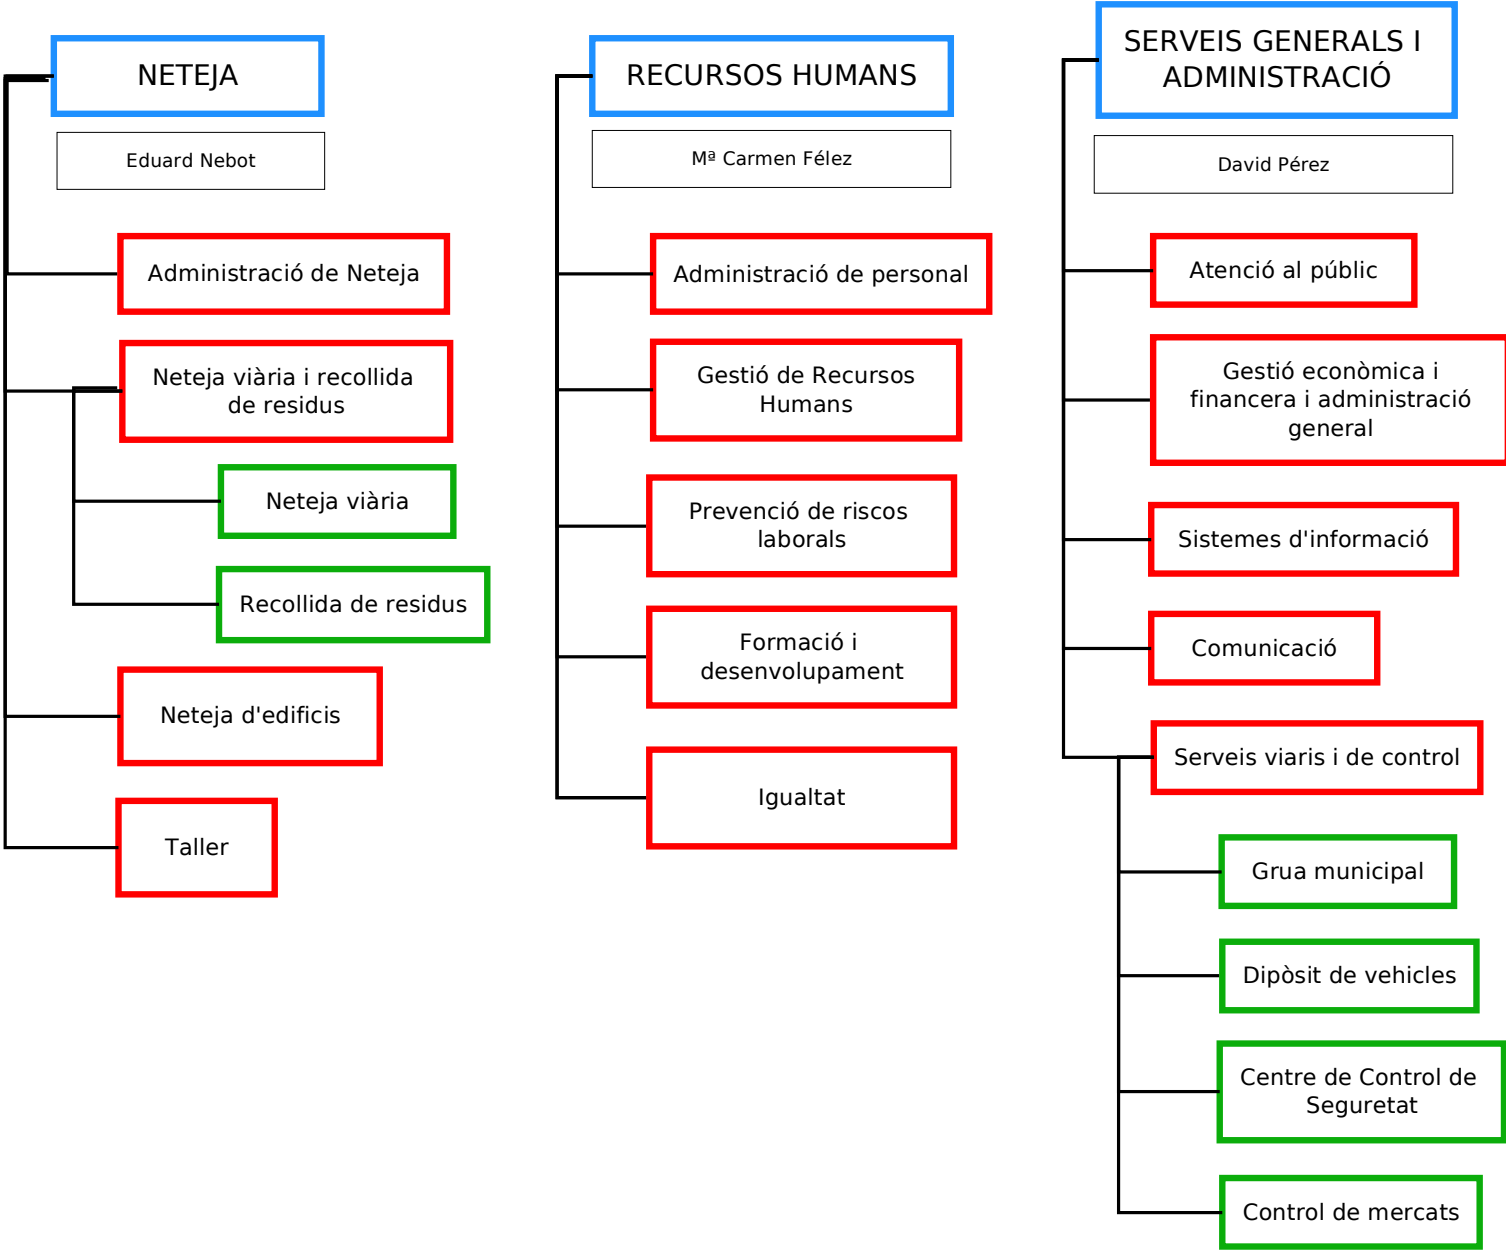 NETEJA
Eduard Nebot
Administració de Neteja
Neteja viària i recollida
de residus
Neteja viària
Recollida de residus
Neteja d'edificis
Taller
RECURSOS HUMANS
Mª Carmen Félez
Administració de personal
Gestió de Recursos
Humans
Prevenció de riscos
laborals
Formació i
desenvolupament
Igualtat
SERVEIS GENERALS I
ADMINISTRACIÓ
David Pérez
Atenció al públic
Gestió econòmica i
financera i administració
general
Sistemes d'informació
Comunicació
Serveis viaris i de control
Grua municipal
Dipòsit de vehicles
Centre de Control de
Seguretat
Control de mercats